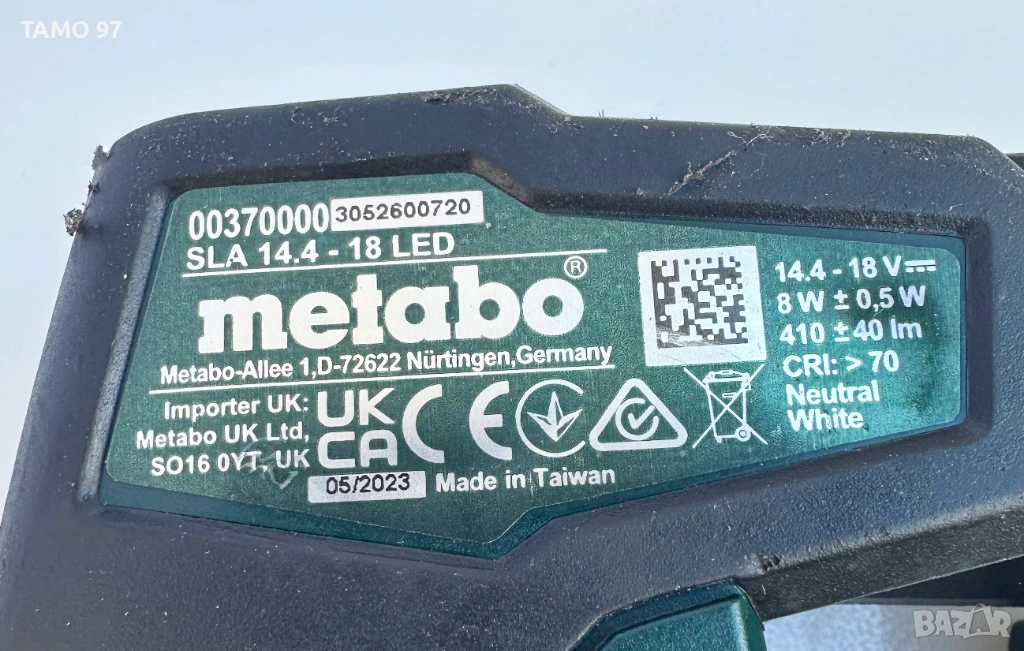 TAMO 97
00370000 3052600720
SLA 14.4 - 18 LED
metabo®
Metabo-Allee 1,D-72622 Nürtingen,Germany
Importer UK:
Metabo UK Ltd,
SO16 0YT, UK
UK
CA
CE
05/2023 Made in Taiwan
14.4 - 18 V
8 W ± 0,5 W
410 ± 40 lm
CRI: > 70
Neutral
White
BAZAR